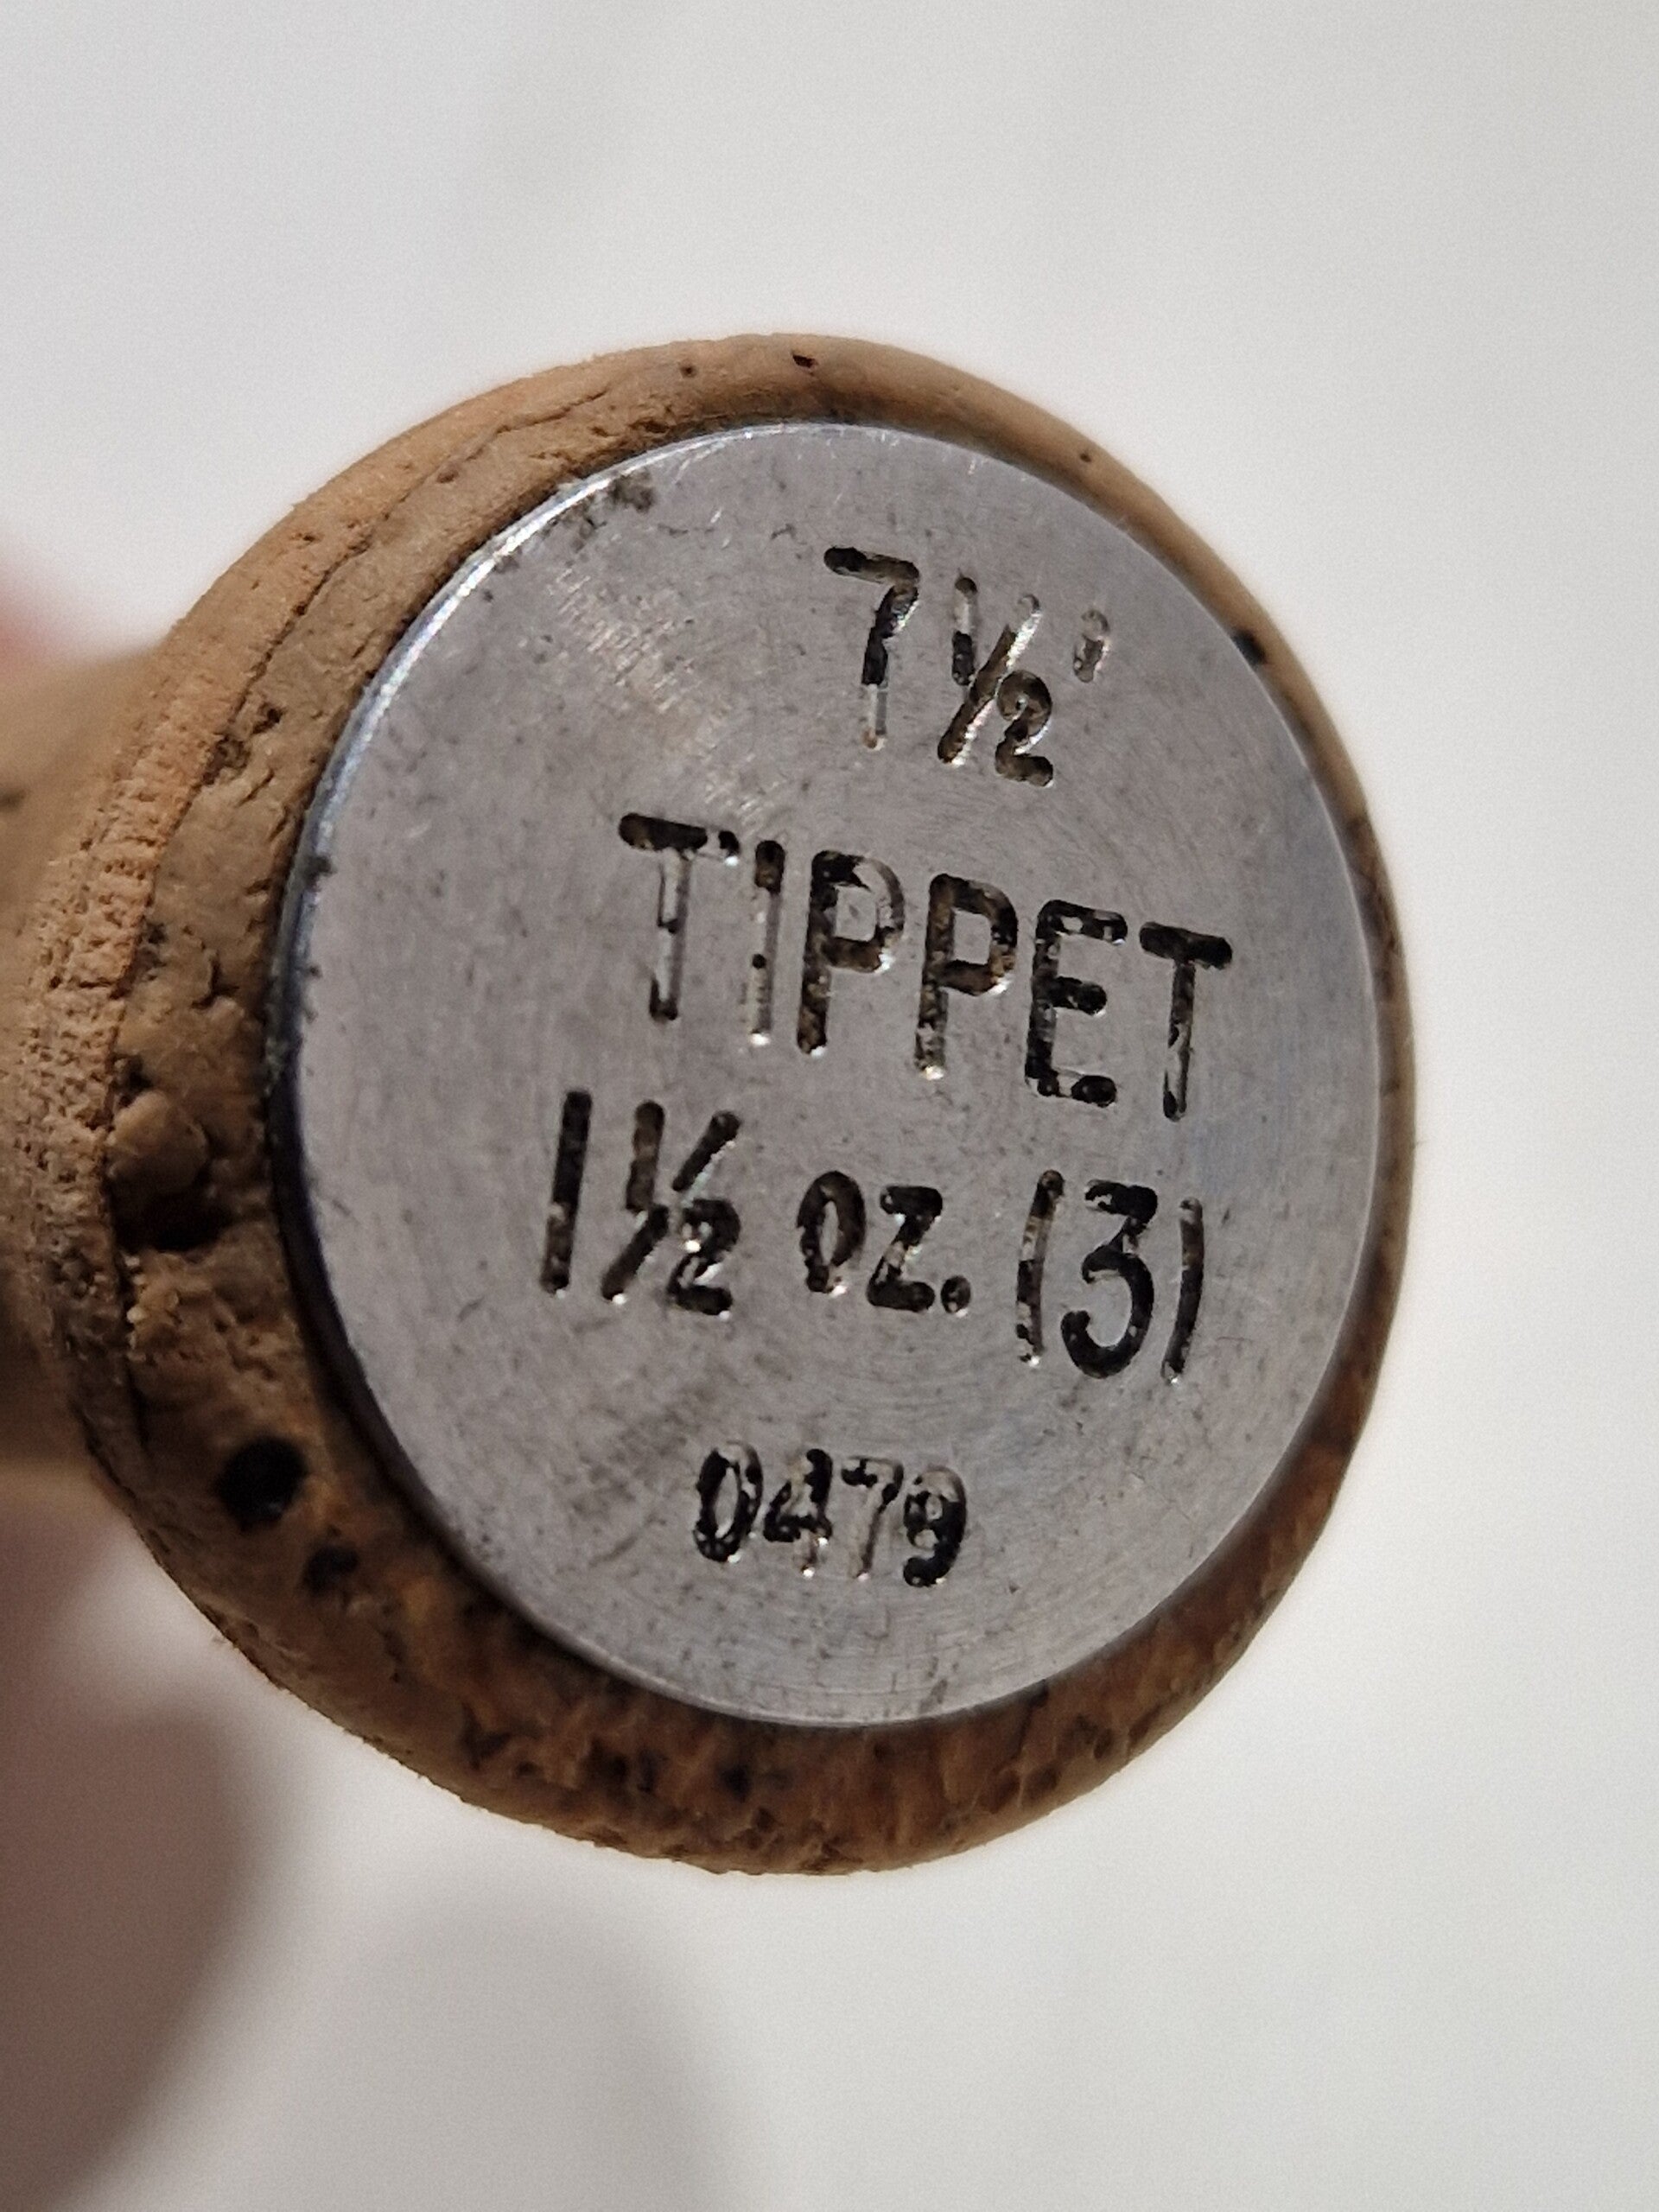 7½'
TIPPET
1½ oz. (3)
0479